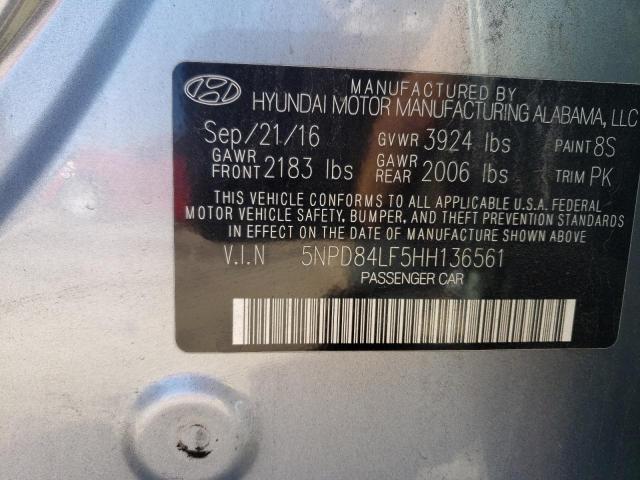 MANUFACTURED BY
HYUNDAI MOTOR MANUFACTURING ALABAMA, LLC
Sep/21/16 GVWR 3924 lbs PAINT 8S
GAWR FRONT 2183 lbs GAWR REAR 2006 lbs TRIM PK
THIS VEHICLE CONFORMS TO ALL APPLICABLE U.S.A. FEDERAL
MOTOR VEHICLE SAFETY, BUMPER, AND THEFT PREVENTION STANDARDS
IN EFFECT ON THE DATE OF MANUFACTURE SHOWN ABOVE.
V.I.N 5NPD84LF5HH136561
PASSENGER CAR